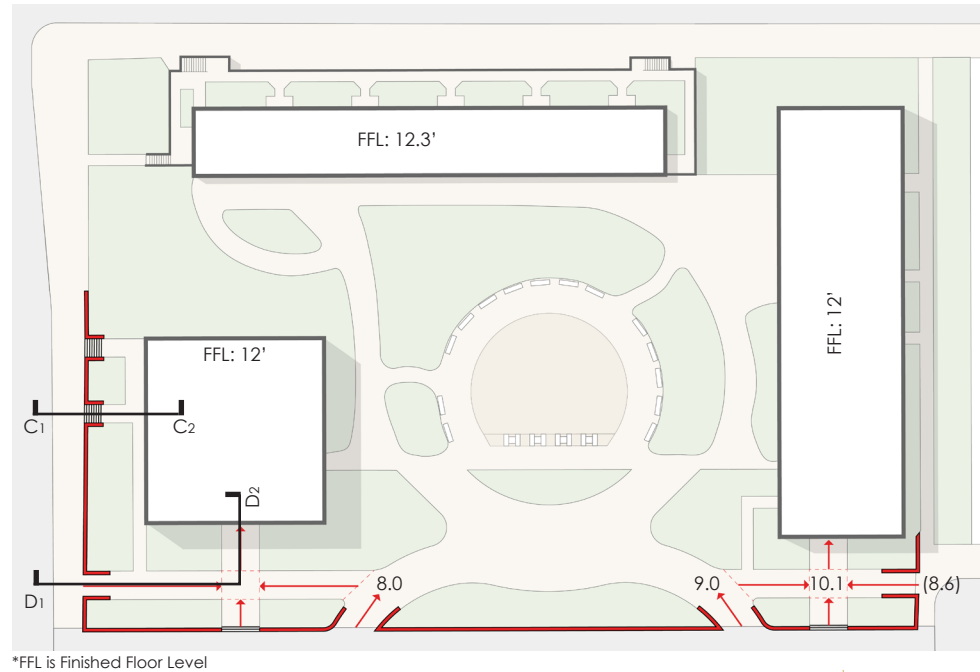 FFL: 12.3’
FFL: 12’
FFL: 12’
C1
C2
D2
D1
8.0
9.0
10.1
(8.6)
*FFL is Finished Floor Level